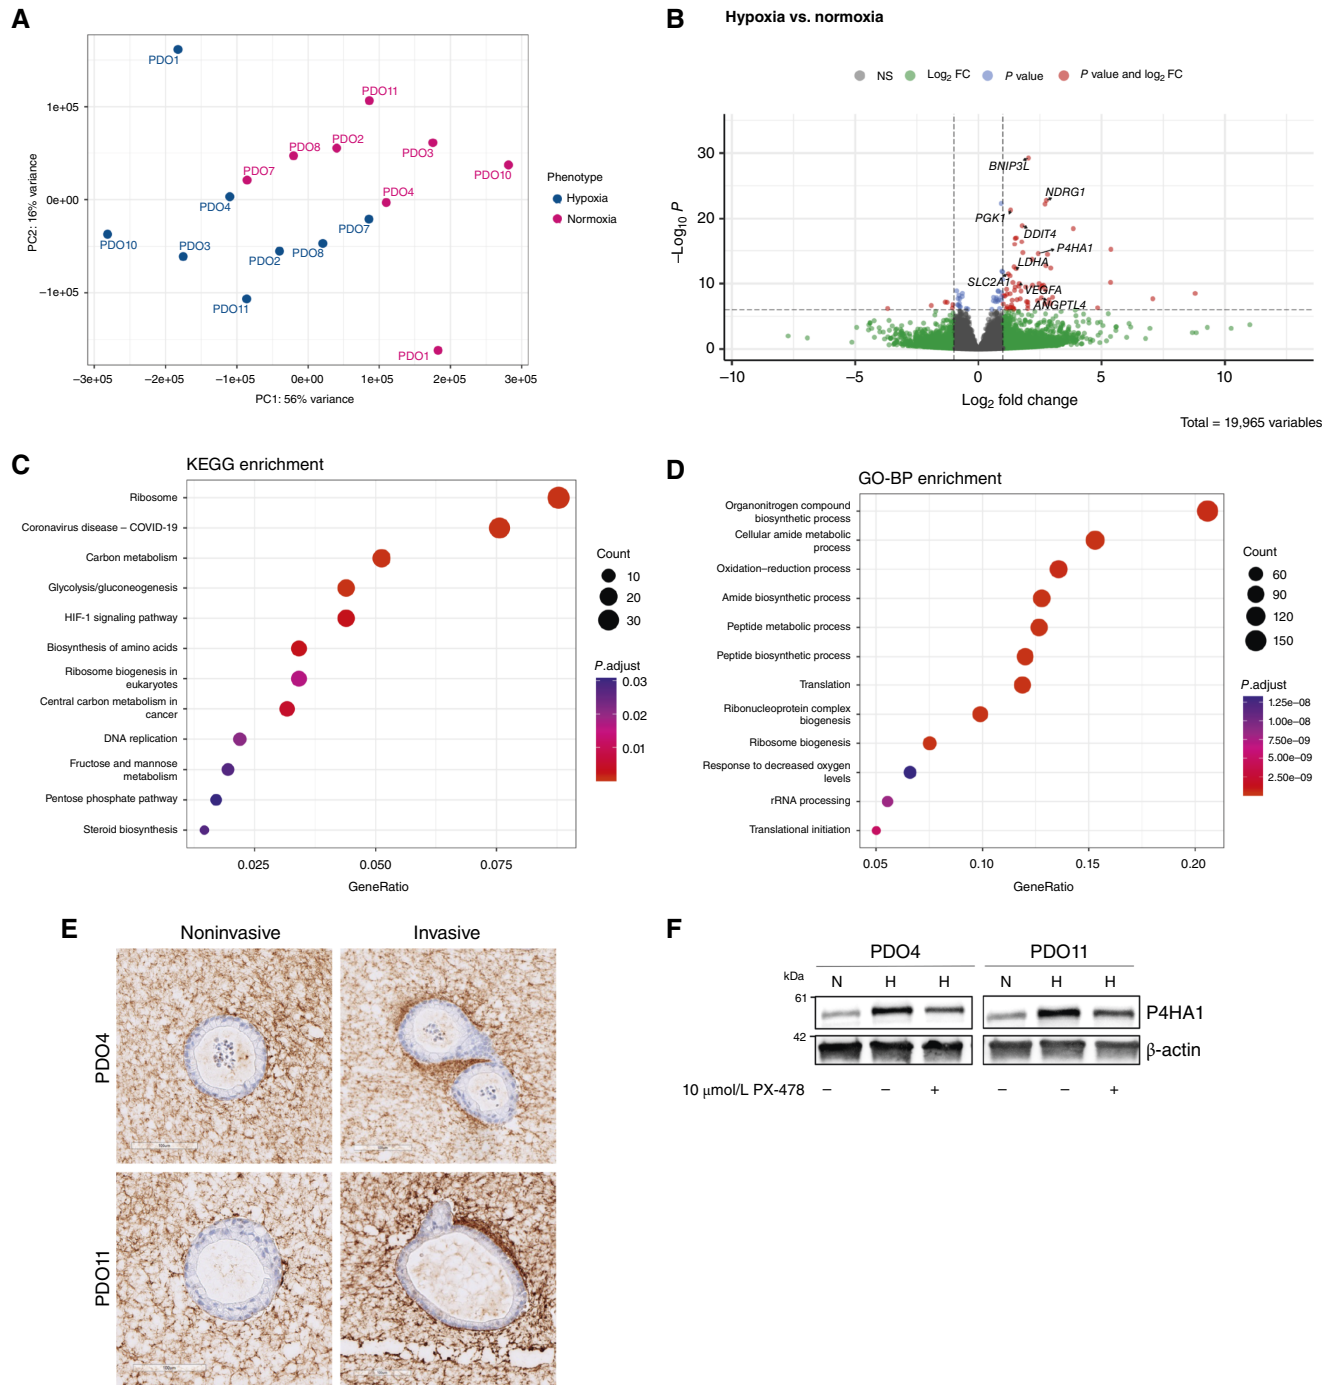 A
PDO1
PDO11
PDO8
PDO2
PDO3
PDO7
PDO10
PDO4
PDO4
PDO7
PDO10
PDO3
PDO2
PDO8
PDO11
PDO1
1e+05
0e+00
−1e+05
−3e+05
−2e+05
−1e+05
0e+00
1e+05
2e+05
3e+05
PC2: 16% variance
PC1: 56% variance
Phenotype
Hypoxia
Normoxia
B
Hypoxia vs. normoxia
NS
Log2 FC
P value
P value and log2 FC
BNIP3L
NDRG1
PGK1
DDIT4
P4HA1
LDHA
SLC2A1
VEGFA
ANGPTL4
30
20
10
0
−10
−5
0
5
10
−Log10 P
Log2 fold change
Total = 19,965 variables
C
KEGG enrichment
Ribosome
Coronavirus disease – COVID-19
Carbon metabolism
Glycolysis/gluconeogenesis
HIF-1 signaling pathway
Biosynthesis of amino acids
Ribosome biogenesis in
eukaryotes
Central carbon metabolism in
cancer
DNA replication
Fructose and mannose
metabolism
Pentose phosphate pathway
Steroid biosynthesis
0.025
0.050
0.075
GeneRatio
Count
10
20
30
P.adjust
0.03
0.02
0.01
D
GO-BP enrichment
Organonitrogen compound
biosynthetic process
Cellular amide metabolic
process
Oxidation–reduction process
Amide biosynthetic process
Peptide metabolic process
Peptide biosynthetic process
Translation
Ribonucleoprotein complex
biogenesis
Ribosome biogenesis
Response to decreased oxygen
levels
rRNA processing
Translational initiation
0.05
0.10
0.15
0.20
GeneRatio
Count
60
90
120
150
P.adjust
1.25e−08
1.00e−08
7.50e−09
5.00e−09
2.50e−09
E
Noninvasive
Invasive
PDO4
PDO11
F
PDO4
PDO11
kDa
N
H
H
N
H
H
61
42
P4HA1
β-actin
10 μmol/L PX-478
−
−
+
−
−
+